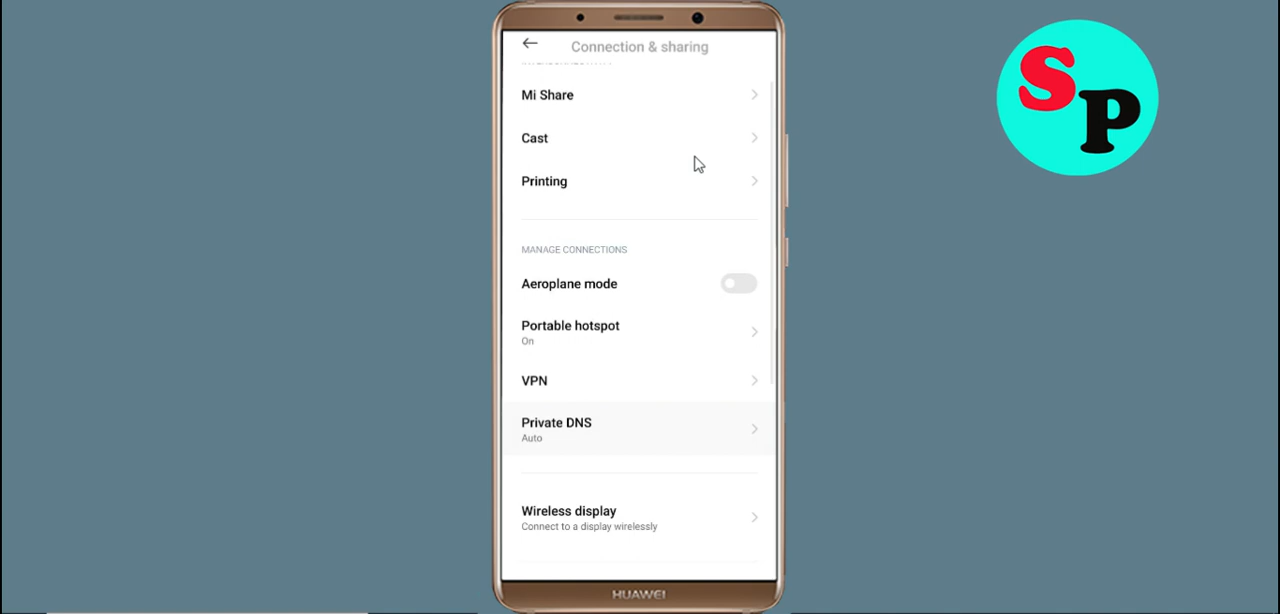 Connection & sharing
Mi Share
Cast
Printing
MANAGE CONNECTIONS
Aeroplane mode
Portable hotspot
On
VPN
Private DNS
Auto
Wireless display
Connect to a display wirelessly
HUAWEI
SP